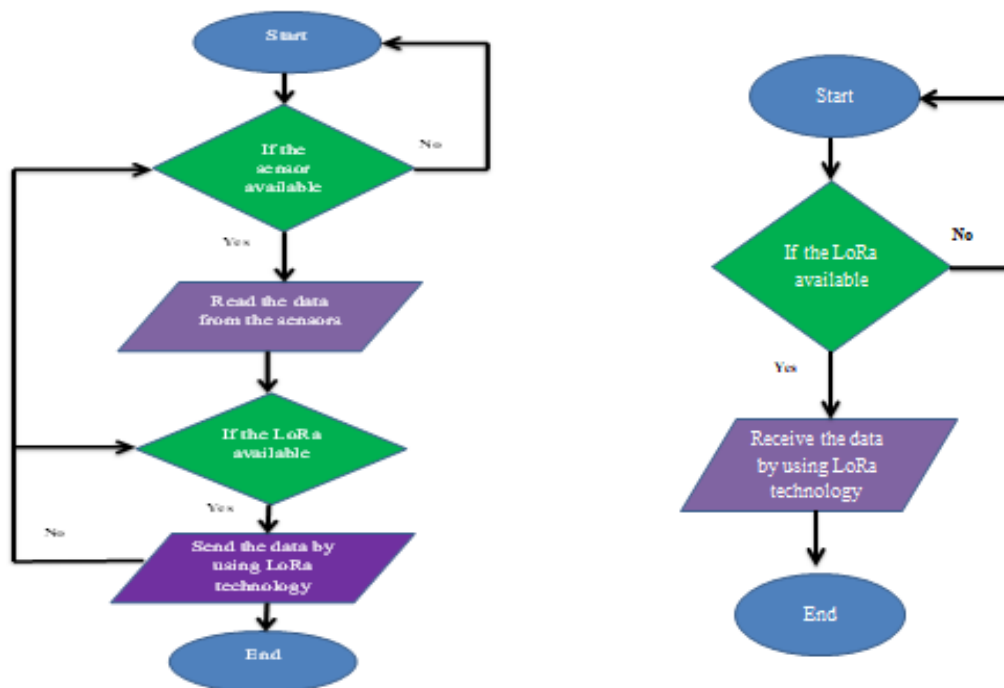 Start
If the
sensor
available
No
Yes
Read the data
from the sensors
If the LoRa
available
Yes
No
Send the data by
using LoRa
technology
End
Start
If the LoRa
available
No
Yes
Receive the data
by using LoRa
technology
End